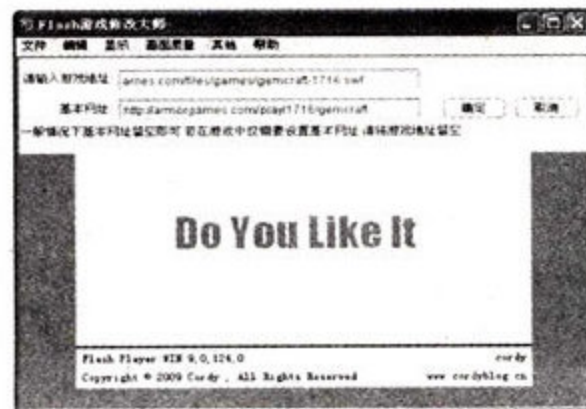 Flash游戏修改大师
文件 编辑 显示 画面质量 其他 帮助
请输入游戏地址 ames.com/files/games/gemcraft-1716.swf
基本网址 http://armorgames.com/play/1716/gemcraft 确定 取消
一般情况下基本网址留空即可 若在游戏中仅需要设置基本网址 请将游戏地址留空
Do You Like It
Flash Player WIN 9,0,124,0 cordy
Copyright © 2009 Cordy , All Rights Reserved www.cordyblog.cn